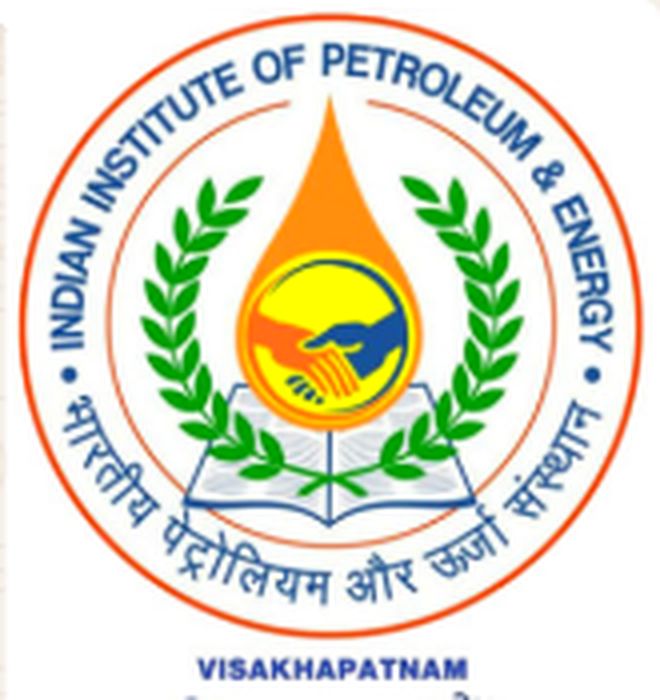 INDIAN INSTITUTE OF PETROLEUM & ENERGY
भारतीय पेट्रोलियम और ऊर्जा संस्थान
VISAKHAPATNAM